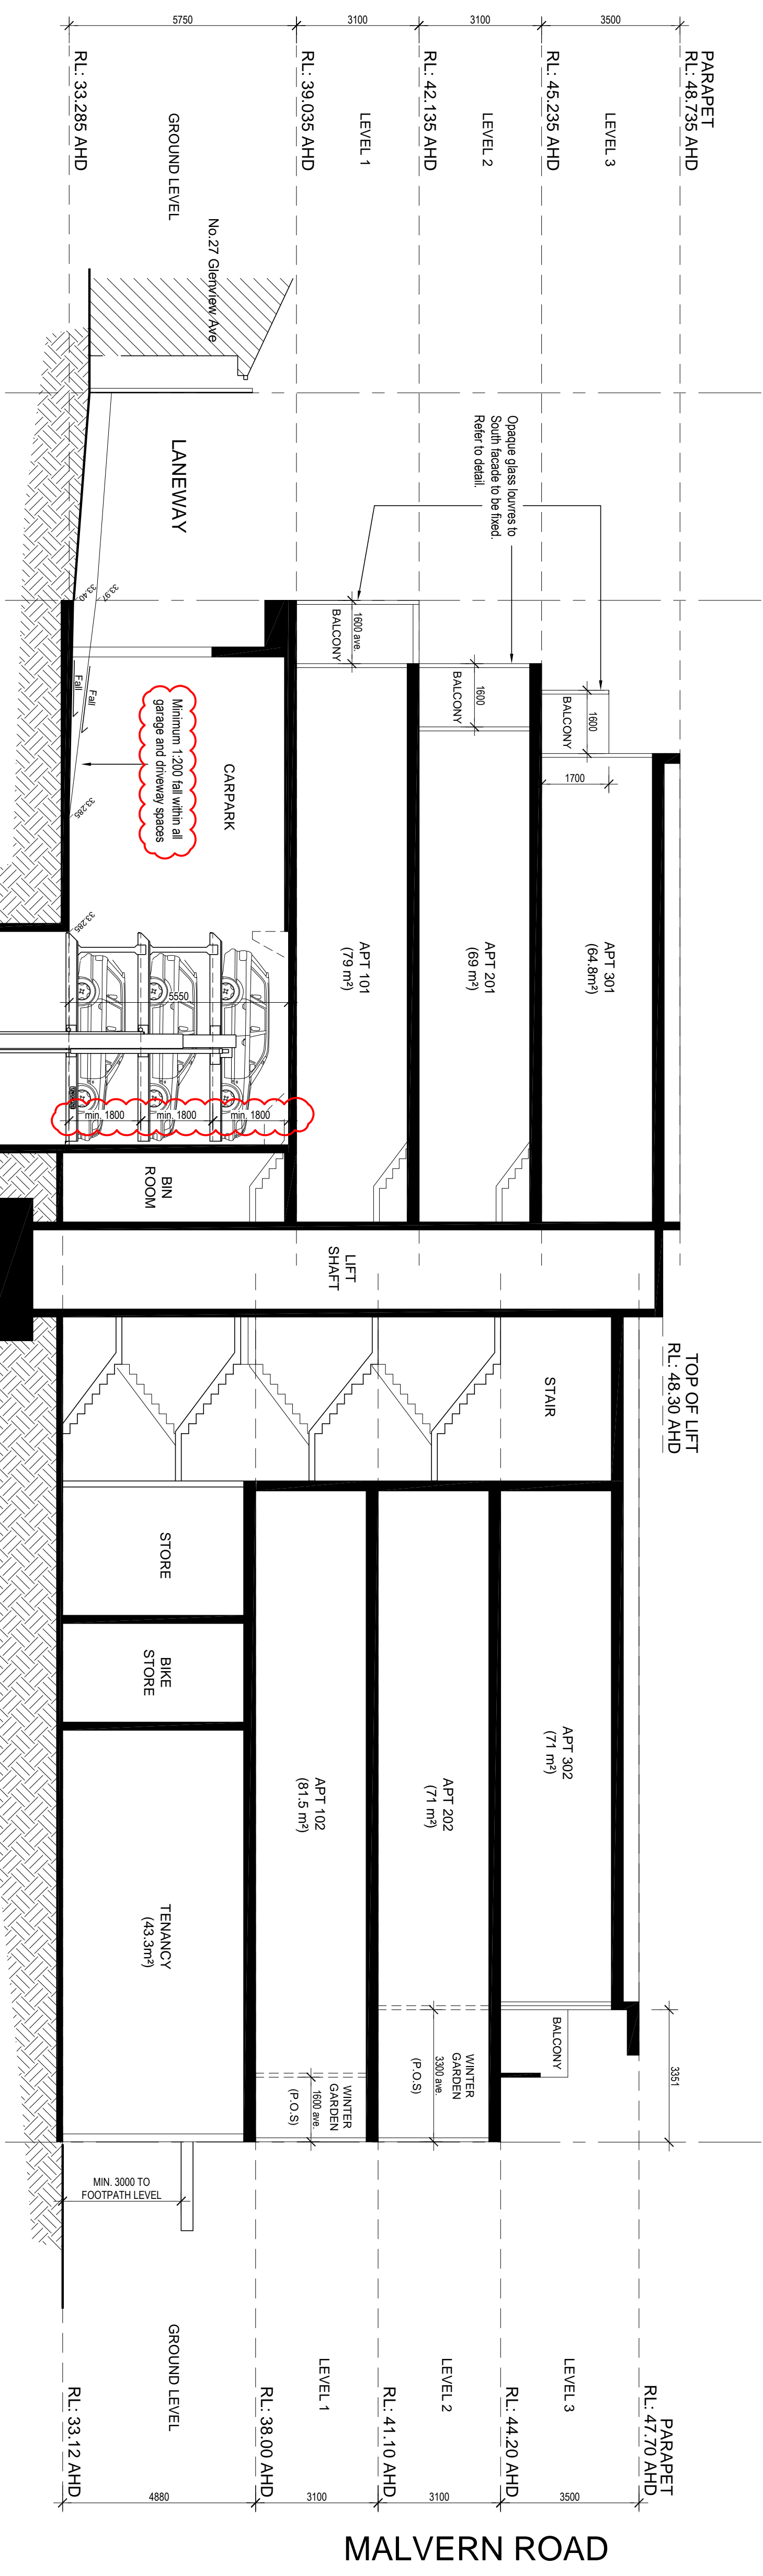 PARAPET
RL: 48.735 AHD
3500
LEVEL 3
RL: 45.235 AHD
3100
LEVEL 2
RL: 42.135 AHD
3100
LEVEL 1
RL: 39.035 AHD
5750
GROUND LEVEL
RL: 33.285 AHD
No.27 Glenview Ave
LANEWAY
Opaque glass louvres to
South facade to be fixed.
Refer to detail.
33.97
33.40
1600 ave.
BALCONY
1600
BALCONY
1600
BALCONY
1700
Fall
Fall
Minimum 1:200 fall within all
garage and driveway spaces
CARPARK
33.285
33.285
APT 301
(64.8m²)
APT 201
(69 m²)
APT 101
(79 m²)
5550
min. 1800
min. 1800
min. 1800
BIN
ROOM
LIFT
SHAFT
TOP OF LIFT
RL: 48.30 AHD
STAIR
STORE
BIKE
STORE
APT 302
(71 m²)
APT 202
(71 m²)
APT 102
(81.5 m²)
TENANCY
(43.3m²)
BALCONY
3351
WINTER
GARDEN
3300 ave.
(P.O.S)
WINTER
GARDEN
1600 ave.
(P.O.S)
MIN. 3000 TO
FOOTPATH LEVEL
PARAPET
RL: 47.70 AHD
3500
LEVEL 3
RL: 44.20 AHD
3100
LEVEL 2
RL: 41.10 AHD
3100
LEVEL 1
RL: 38.00 AHD
4880
GROUND LEVEL
RL: 33.12 AHD
MALVERN ROAD